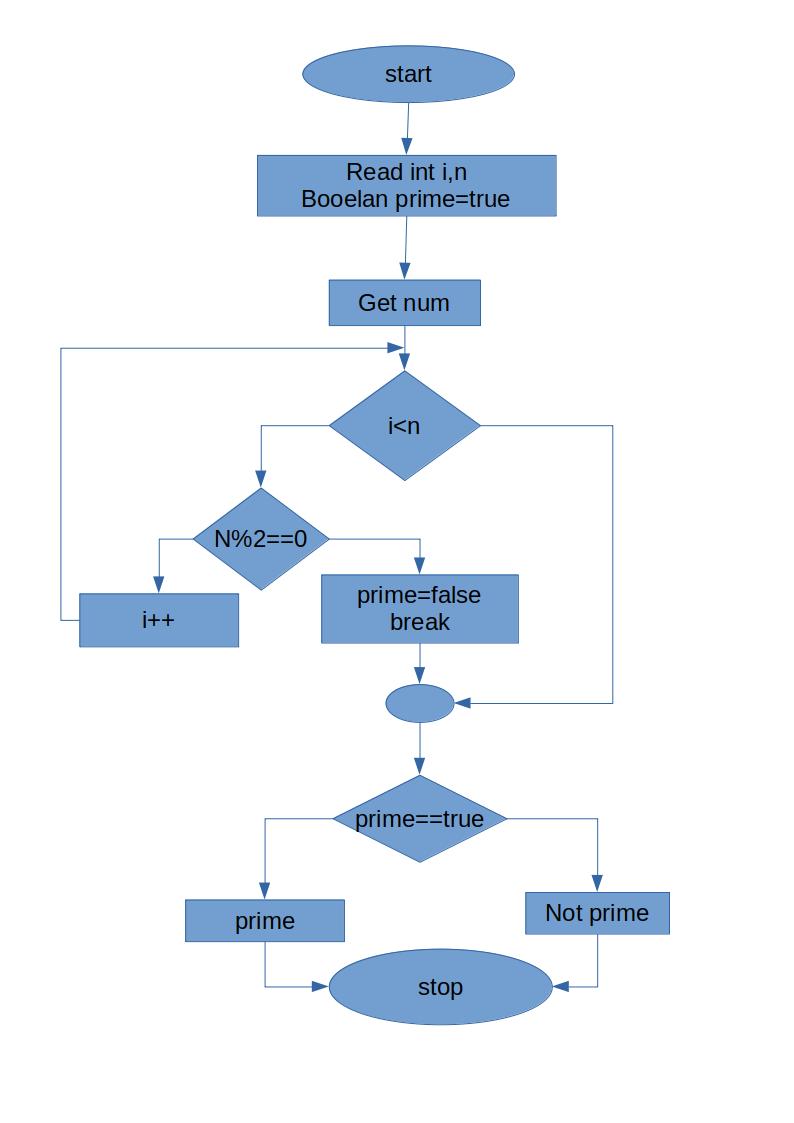 start
Read int i,n
Booelan prime=true
Get num
i<n
N%2==0
i++
prime=false
break
prime==true
prime
Not prime
stop